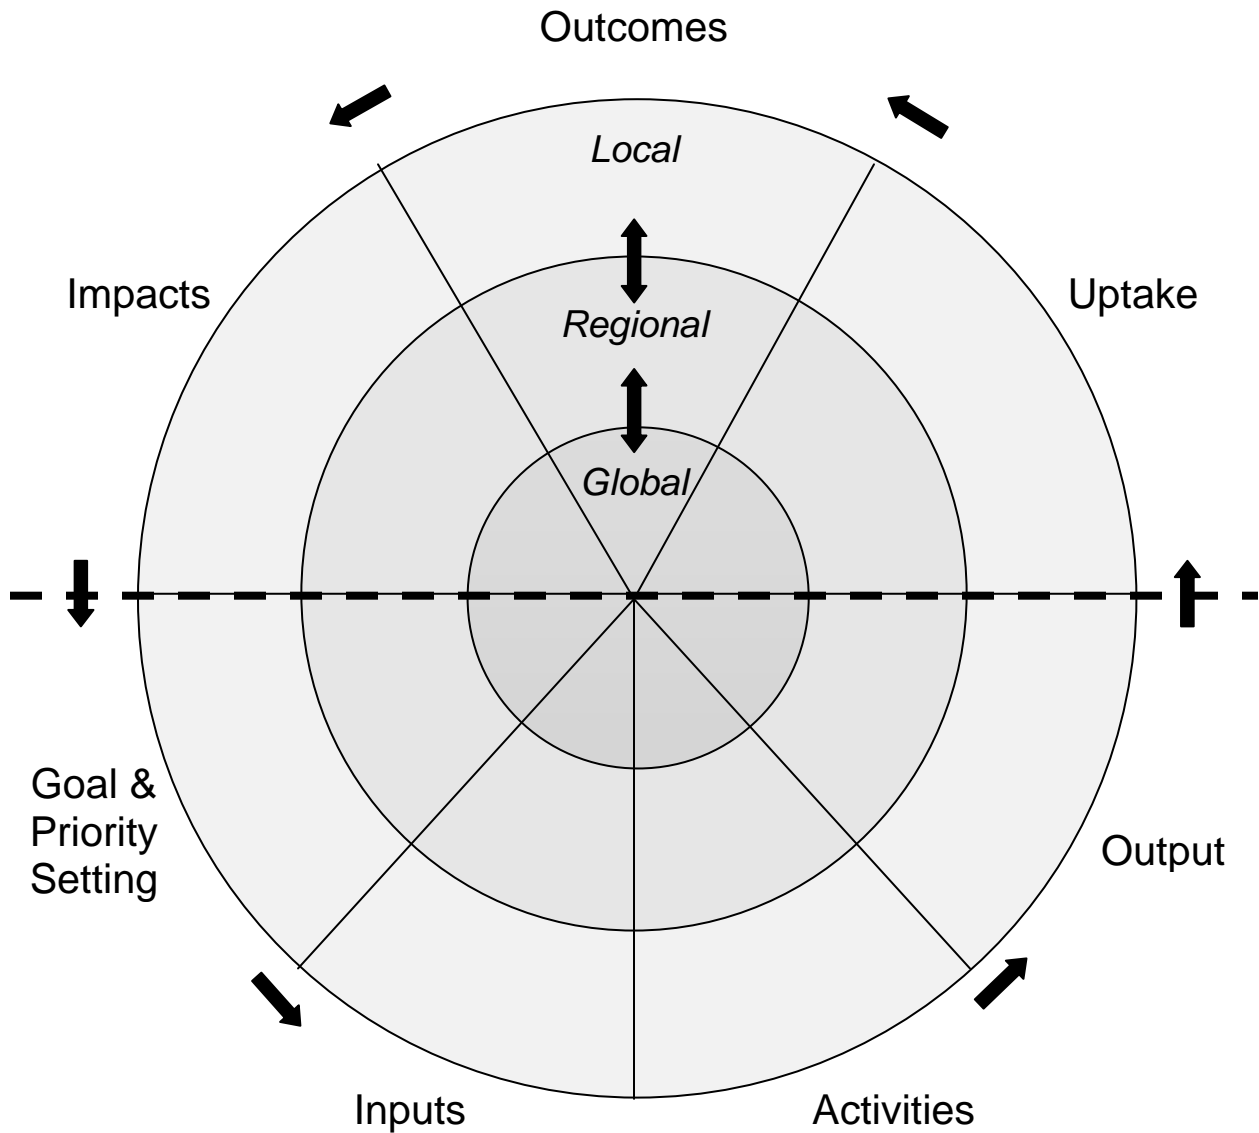 Outcomes
Local
Impacts
Uptake
Regional
Global
Goal &
Priority
Setting
Output
Inputs
Activities